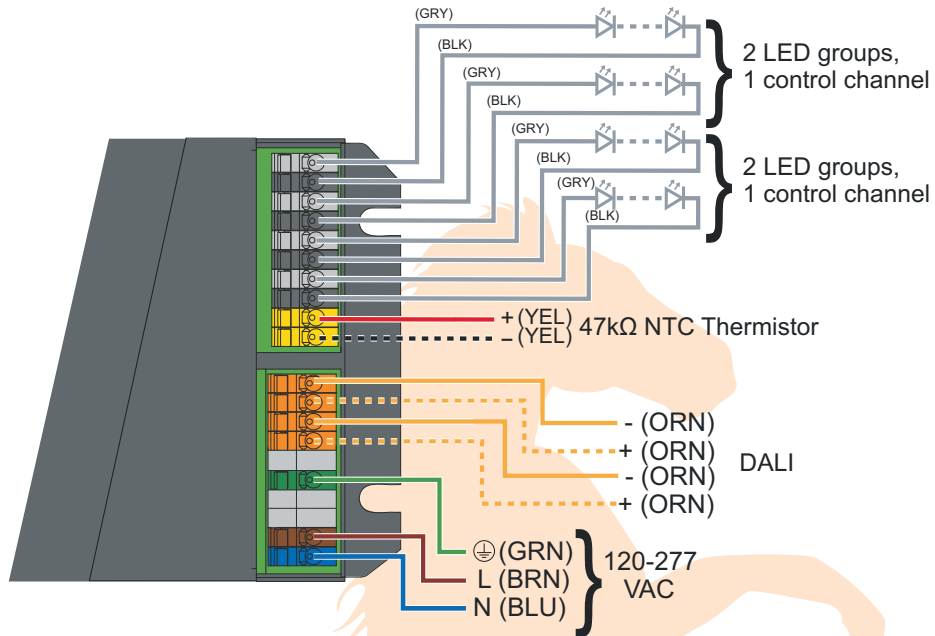 (GRY)
(BLK)
2 LED groups,
1 control channel
(GRY)
(BLK)
(GRY)
(BLK)
2 LED groups,
1 control channel
(GRY)
(BLK)
+ (YEL)
– (YEL)
47kΩ NTC Thermistor
- (ORN)
+ (ORN)
- (ORN)
+ (ORN)
DALI
⏚ (GRN)
L (BRN)
N (BLU)
120-277
VAC